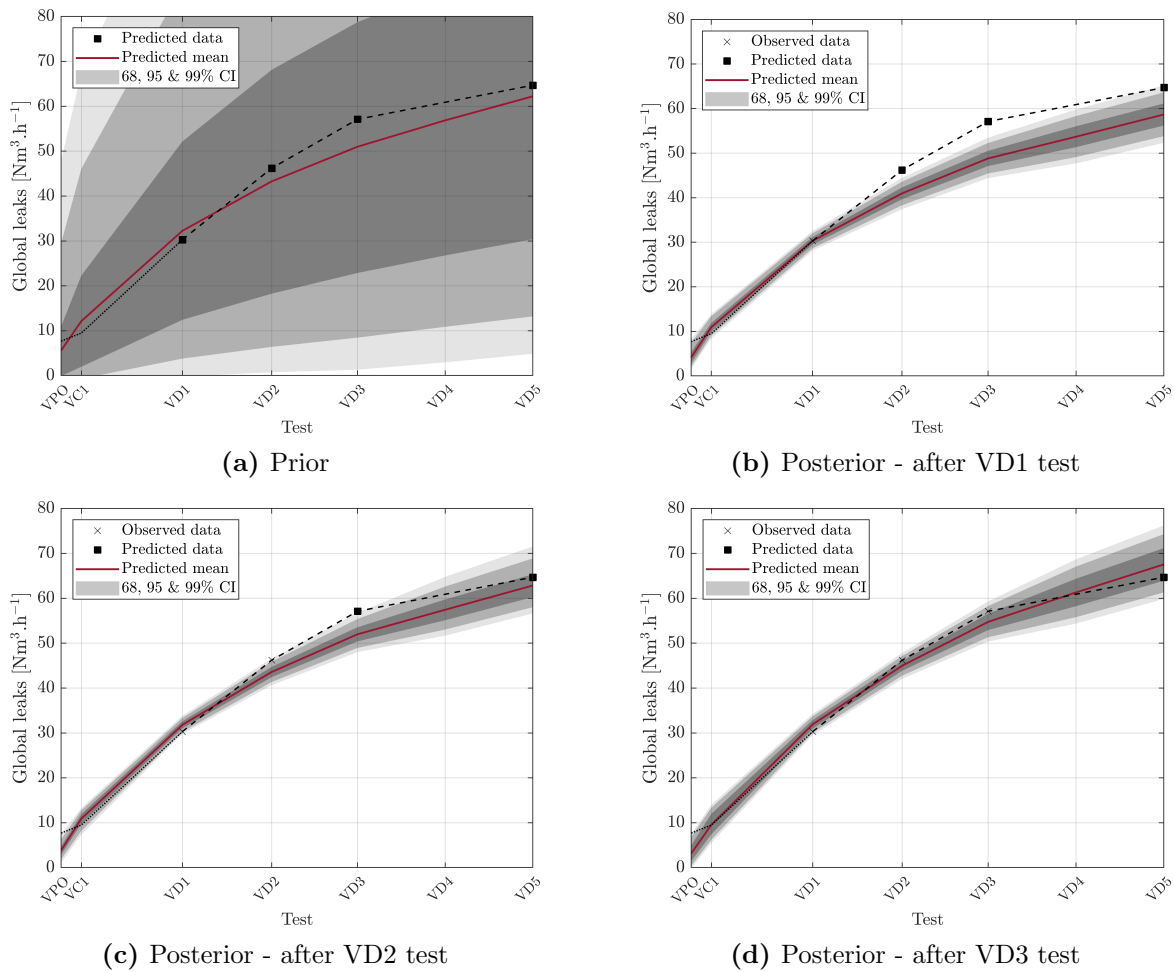 80
70
60
50
40
30
20
10
0
Global leaks [Nm³.h⁻¹]
Predicted data
Predicted mean
68, 95 & 99% CI
VPO
VC1
VD1
VD2
VD3
VD4
VD5
Test
(a) Prior
80
70
60
50
40
30
20
10
0
Global leaks [Nm³.h⁻¹]
Observed data
Predicted data
Predicted mean
68, 95 & 99% CI
VPO
VC1
VD1
VD2
VD3
VD4
VD5
Test
(b) Posterior - after VD1 test
80
70
60
50
40
30
20
10
0
Global leaks [Nm³.h⁻¹]
Observed data
Predicted data
Predicted mean
68, 95 & 99% CI
VPO
VC1
VD1
VD2
VD3
VD4
VD5
Test
(c) Posterior - after VD2 test
80
70
60
50
40
30
20
10
0
Global leaks [Nm³.h⁻¹]
Observed data
Predicted data
Predicted mean
68, 95 & 99% CI
VPO
VC1
VD1
VD2
VD3
VD4
VD5
Test
(d) Posterior - after VD3 test